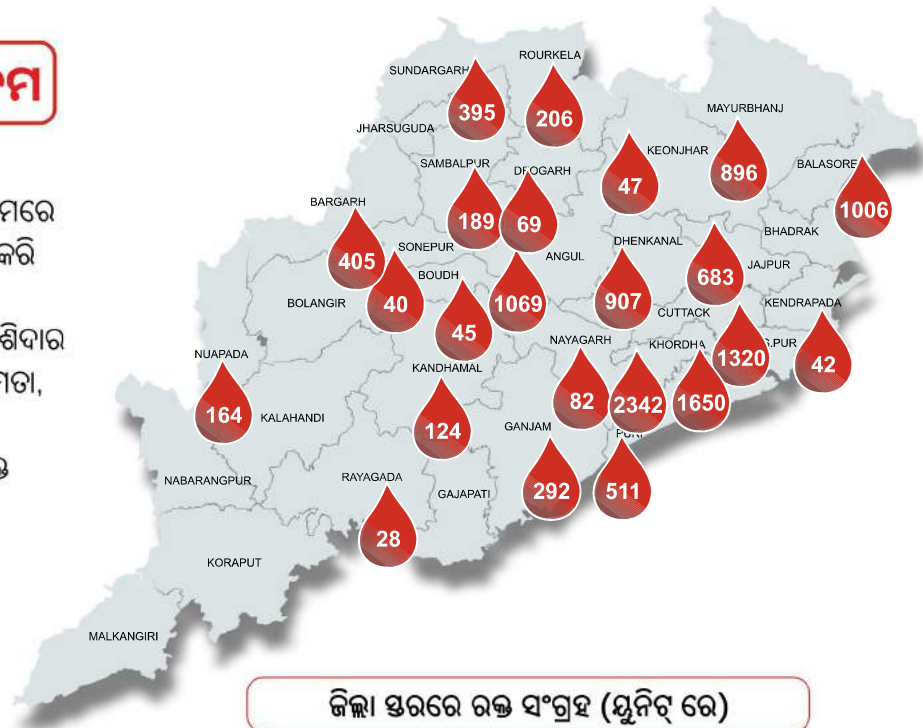 ROURKELA
SUNDARGARH
395
206
MAYURBHANJ
JHARSUGUDA
KEONJHAR
SAMBALPUR
DEOGARH
BALASORE
47
896
BARGARH
ମରେ
189
69
1006
କରି
SONEPUR
DHENKANAL
BHADRAK
405
BOUDH
ANGUL
683
JAJPUR
BOLANGIR
40
1069
907
KENDRAPADA
45
CUTTACK
ଶିଦାର
NAYAGARH
KHORDHA
S.PUR
NUAPADA
KANDHAMAL
1320
42
ମତା,
164
82
2342
1650
KALAHANDI
124
GANJAM
PURI
NABARANGPUR
RAYAGADA
GAJAPATI
292
511
28
KORAPUT
MALKANGIRI
ଜିଲ୍ଲା ସ୍ତରରେ ରକ୍ତ ସଂଗ୍ରହ (ୟୁନିଟ୍ ରେ)